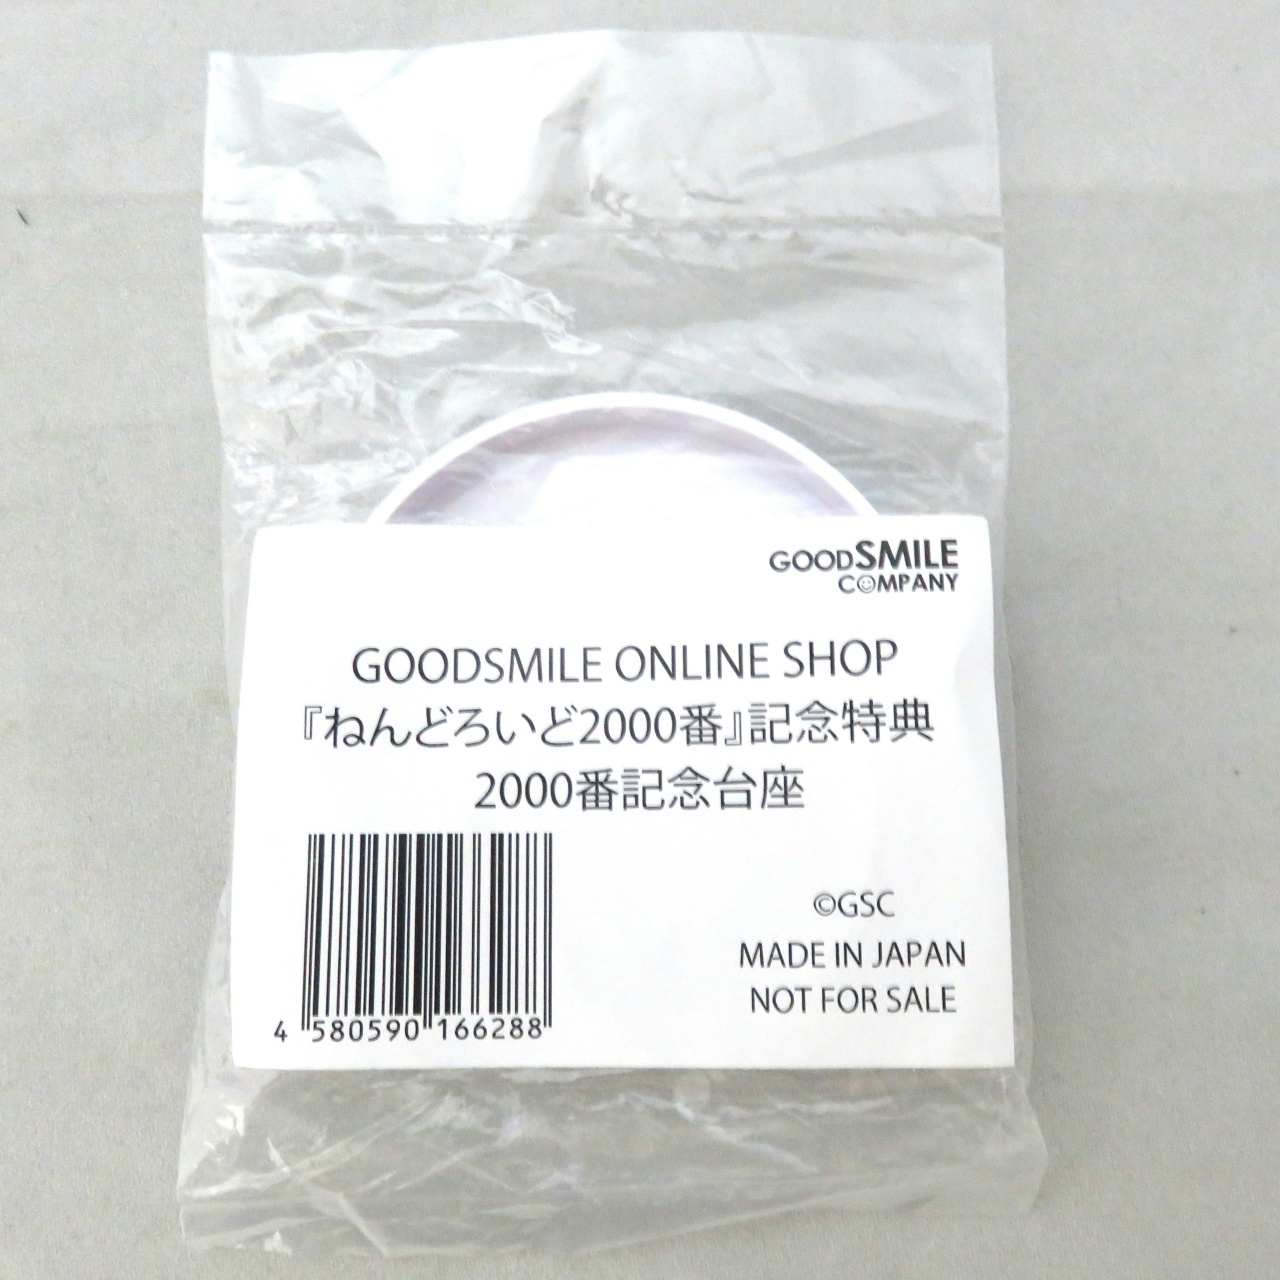 GOODSMILE
COMPANY
GOODSMILE ONLINE SHOP
『ねんどろいど2000番』記念特典
2000番記念台座
©GSC
MADE IN JAPAN
NOT FOR SALE
4 580590 166288